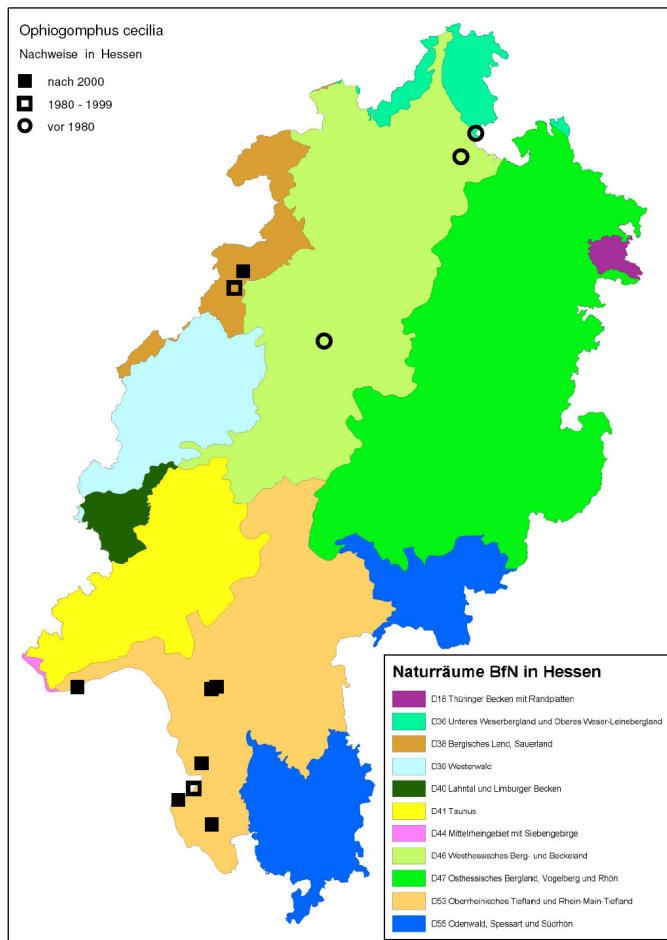 Ophiogomphus cecilia
Nachweise in Hessen
nach 2000
1980 - 1999
vor 1980
Naturräume BfN in Hessen
D18 Thüringer Becken mit Randplatten
D36 Unteres Weserbergland und Oberes Weser-Leinebergland
D38 Bergisches Land, Sauerland
D39 Westerwald
D40 Lahntal und Limburger Becken
D41 Taunus
D44 Mittelrheingebiet mit Siebengebirge
D46 Westhessisches Berg- und Beckeland
D47 Osthessisches Bergland, Vogelberg und Rhön
D53 Oberrheinisches Tiefland und Rhein-Main-Tiefland
D55 Odenwald, Spessart und Südrhön